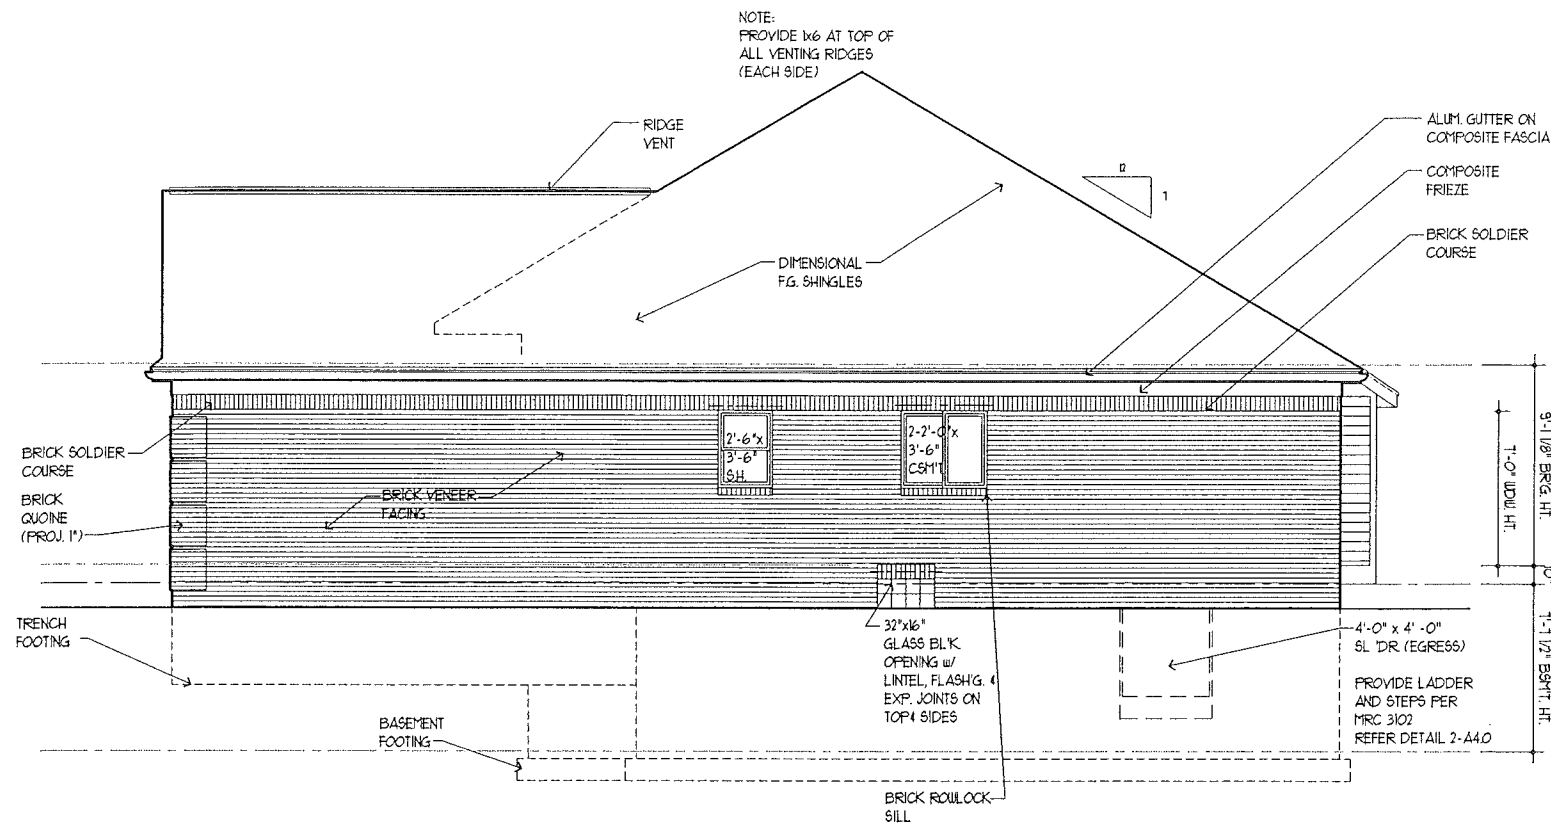 NOTE:
PROVIDE 1x6 AT TOP OF
ALL VENTING RIDGES
(EACH SIDE)
RIDGE
VENT
ALUM. GUTTER ON
COMPOSITE FASCIA
12
7
COMPOSITE
FRIEZE
BRICK SOLDIER
COURSE
DIMENSIONAL
F.G. SHINGLES
BRICK SOLDIER
COURSE
BRICK
QUOINE
(PROJ. 1")
BRICK VENEER
FACING
2'-6"x
3'-6"
S.H.
2-2'-0"x
3'-6"
CSM'T
9'-1 1/8" BR'G. HT.
7'-0" WDW. HT.
7'-7 1/2" BSMT. HT.
TRENCH
FOOTING
BASEMENT
FOOTING
32"x16"
GLASS BL'K
OPENING w/
LINTEL, FLASH'G. &
EXP. JOINTS ON
TOP & SIDES
4'-0" x 4'-0"
SL 'DR. (EGRESS)
PROVIDE LADDER
AND STEPS PER
MRC 3102
REFER DETAIL 2-A4.0
BRICK ROWLOCK
SILL